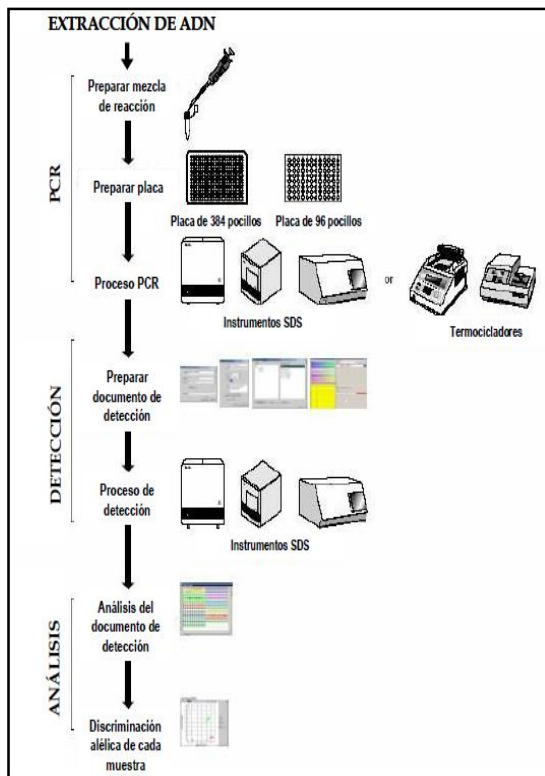 EXTRACCIÓN DE ADN
PCR
Preparar mezcla
de reacción
Preparar placa
Placa de 384 pocillos
Placa de 96 pocillos
Proceso PCR
or
Instrumentos SDS
Termocicladores
DETECCIÓN
Preparar
documento de
detección
Proceso de
detección
Instrumentos SDS
ANÁLISIS
Análisis del
documento de
detección
Discriminación
alélica de cada
muestra